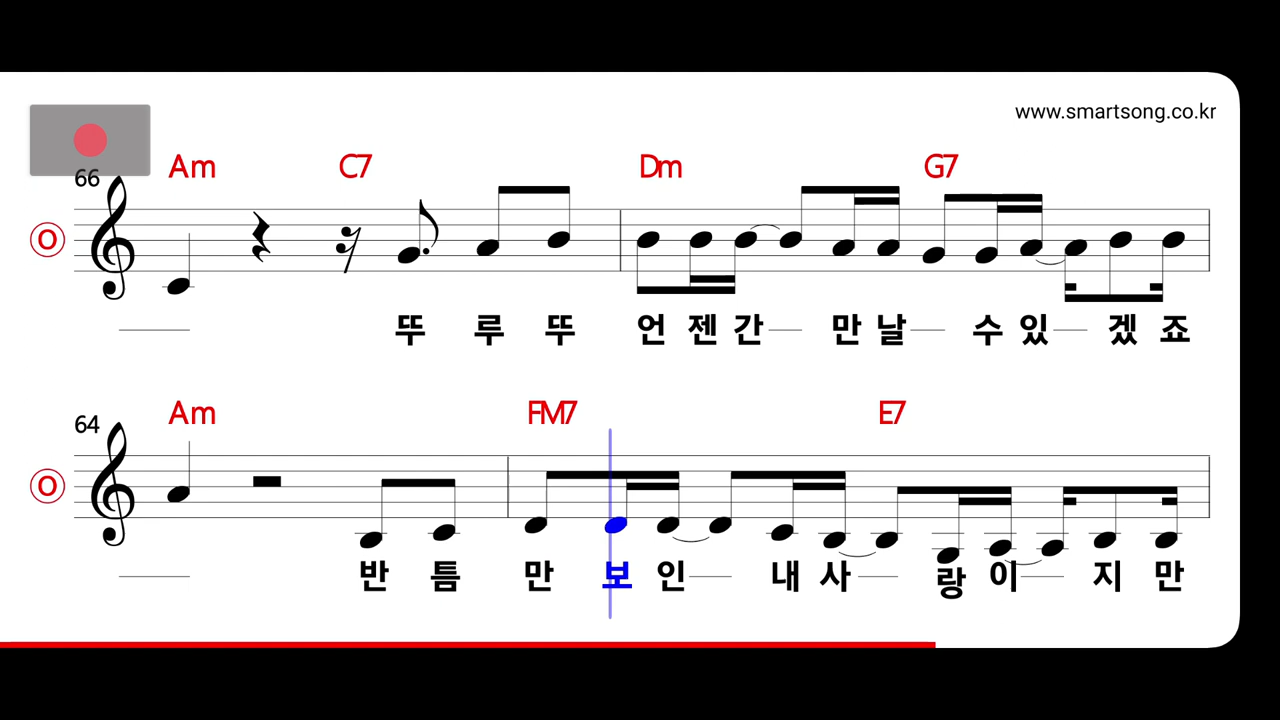 www.smartsong.co.kr
66 Am C7 Dm G7
O
뚜 루 뚜 언 젠 간 만 날 수 있 겠 죠
64 Am FM7 E7
O
반 틈 만 보 인 내 사 랑 이 지 만